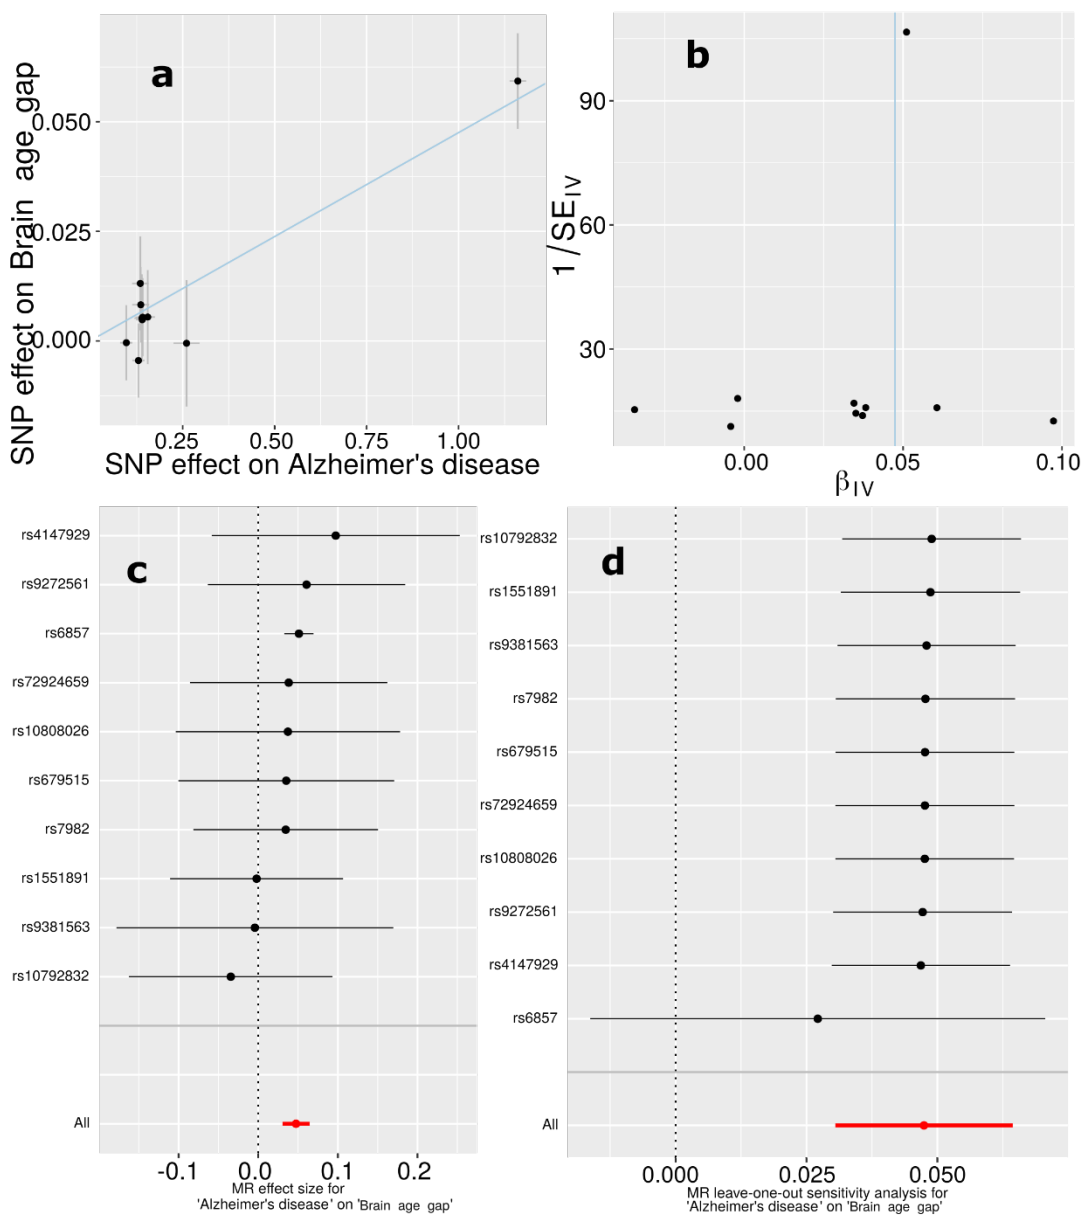 a
SNP effect on Brain age gap
0.050
0.025
0.000
0.25 0.50 0.75 1.00
SNP effect on Alzheimer's disease
b
1/SE_IV
90
60
30
0.00 0.05 0.10
β_IV
c
rs4147929
rs9272561
rs6857
rs72924659
rs10808026
rs679515
rs7982
rs1551891
rs9381563
rs10792832
All
-0.1 0.0 0.1 0.2
MR effect size for
'Alzheimer's disease' on 'Brain age gap'
d
rs10792832
rs1551891
rs9381563
rs7982
rs679515
rs72924659
rs10808026
rs9272561
rs4147929
rs6857
All
0.000 0.025 0.050
MR leave-one-out sensitivity analysis for
'Alzheimer's disease' on 'Brain age gap'